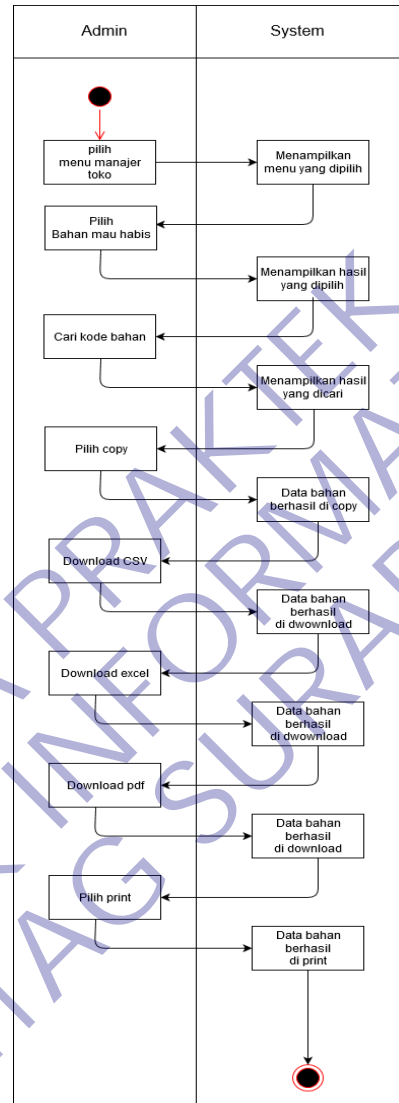 Admin
System
pilih
menu manajer
toko
Menampilkan
menu yang dipilih
Pilih
Bahan mau habis
Menampilkan hasil
yang dipilih
Cari kode bahan
Menampilkan hasil
yang dicari
Pilih copy
Data bahan
berhasil di copy
Download CSV
Data bahan
berhasil
di dwownload
Download excel
Data bahan
berhasil
di dwownload
Download pdf
Data bahan
berhasil
di download
Pilih print
Data bahan
berhasil
di print
PRAKTEK